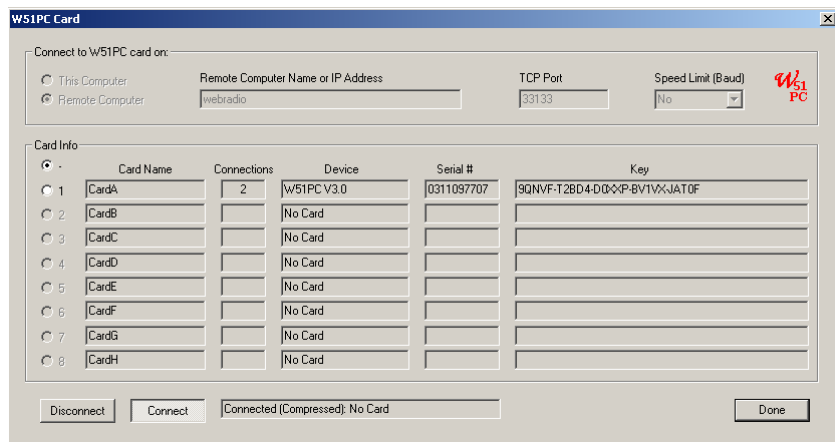 W51PC Card
Connect to W51PC card on:
This Computer
Remote Computer Name or IP Address
TCP Port
Speed Limit (Baud)
W51 PC
Remote Computer
webradio
33133
No
Card Info
-
Card Name
Connections
Device
Serial #
Key
1 CardA 2 W51PC V3.0 0311097707 9QNVF-T2BD4-D0XXP-BV1VX-JAT0F
2 CardB No Card
3 CardC No Card
4 CardD No Card
5 CardE No Card
6 CardF No Card
7 CardG No Card
8 CardH No Card
Disconnect
Connect
Connected (Compressed): No Card
Done